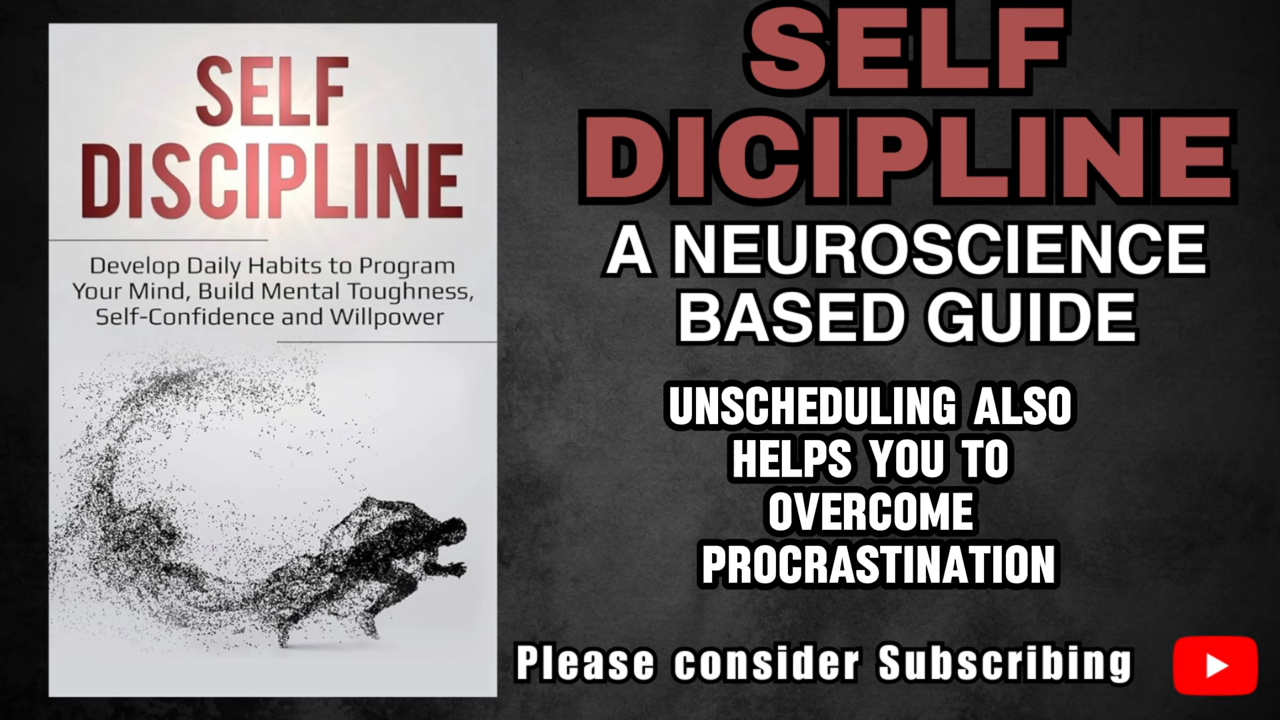 SELF
DISCIPLINE
Develop Daily Habits to Program
Your Mind, Build Mental Toughness,
Self-Confidence and Willpower
SELF
DICIPLINE
A NEUROSCIENCE
BASED GUIDE
UNSCHEDULING ALSO
HELPS YOU TO
OVERCOME
PROCRASTINATION
Please consider Subscribing